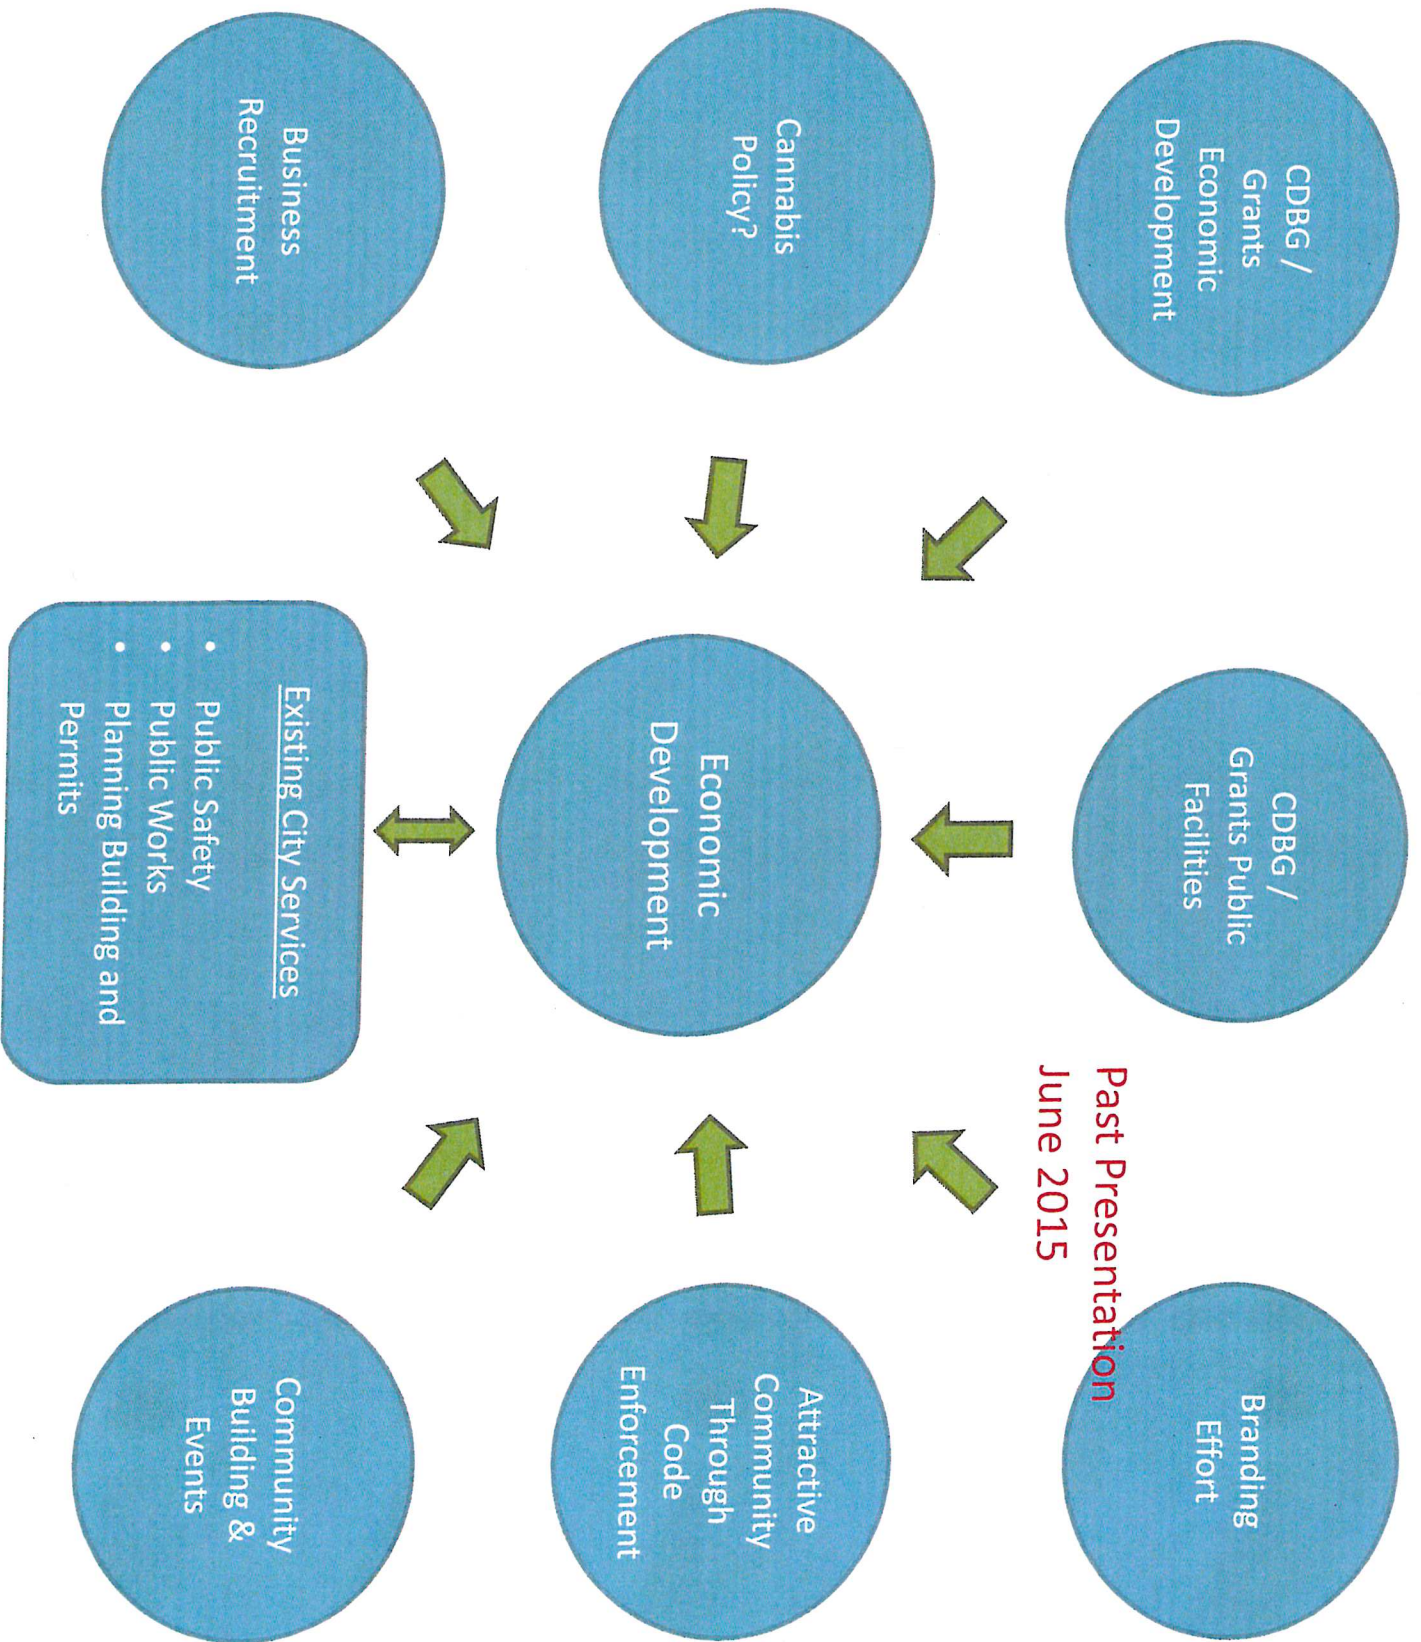 CDBG /
Grants
Economic
Development
CDBG /
Grants Public
Facilities
Past Presentation
June 2015
Branding
Effort
Cannabis
Policy?
Economic
Development
Attractive
Community
Through
Code
Enforcement
Business
Recruitment
Existing City Services
• Public Safety
• Public Works
• Planning Building and
Permits
Community
Building &
Events